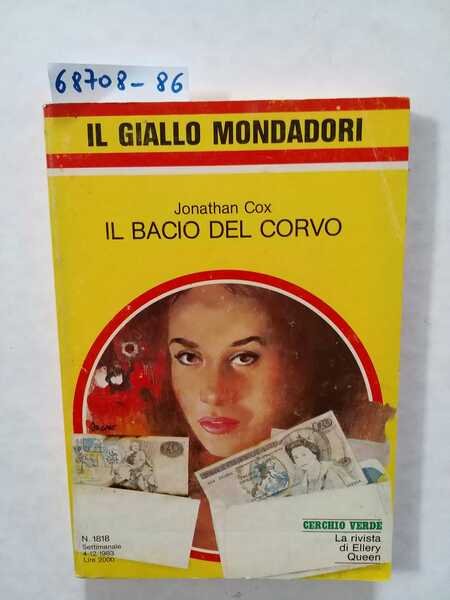 68708-86
IL GIALLO MONDADORI
Jonathan Cox
IL BACIO DEL CORVO
N. 1818
Settimanale
4-12-1983
Lire 2000
CERCHIO VERDE
La rivista
di Ellery
Queen